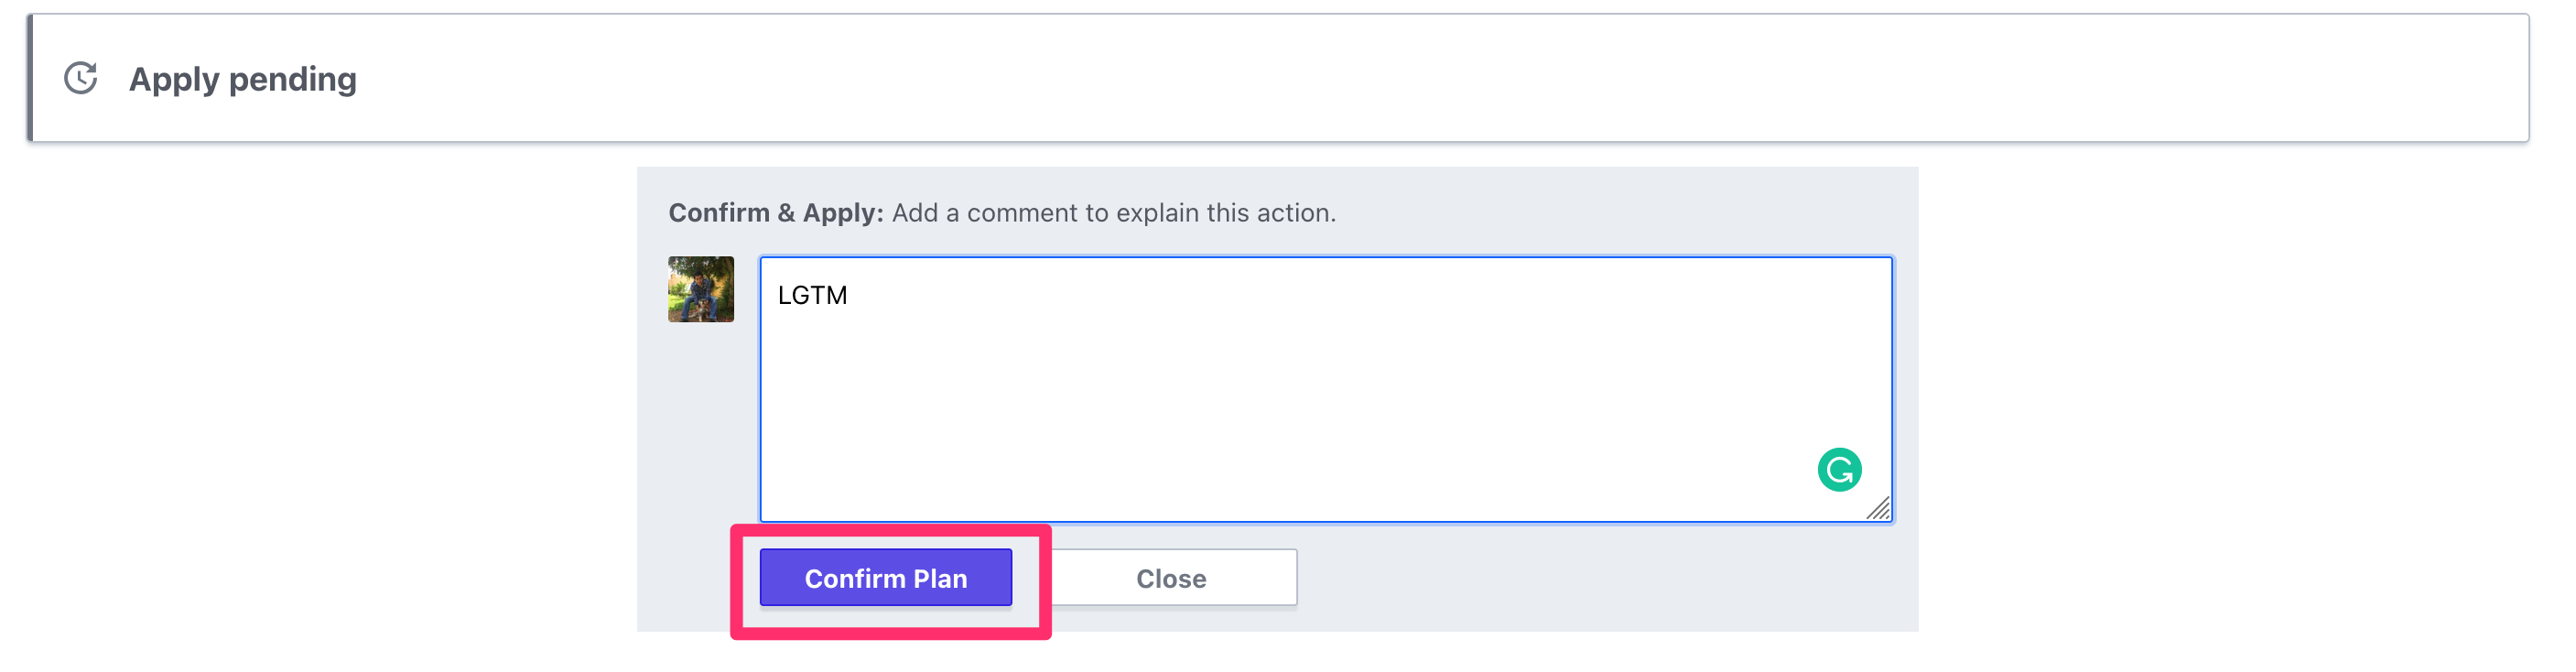 Apply pending
Confirm & Apply: Add a comment to explain this action.
LGTM
Confirm Plan
Close